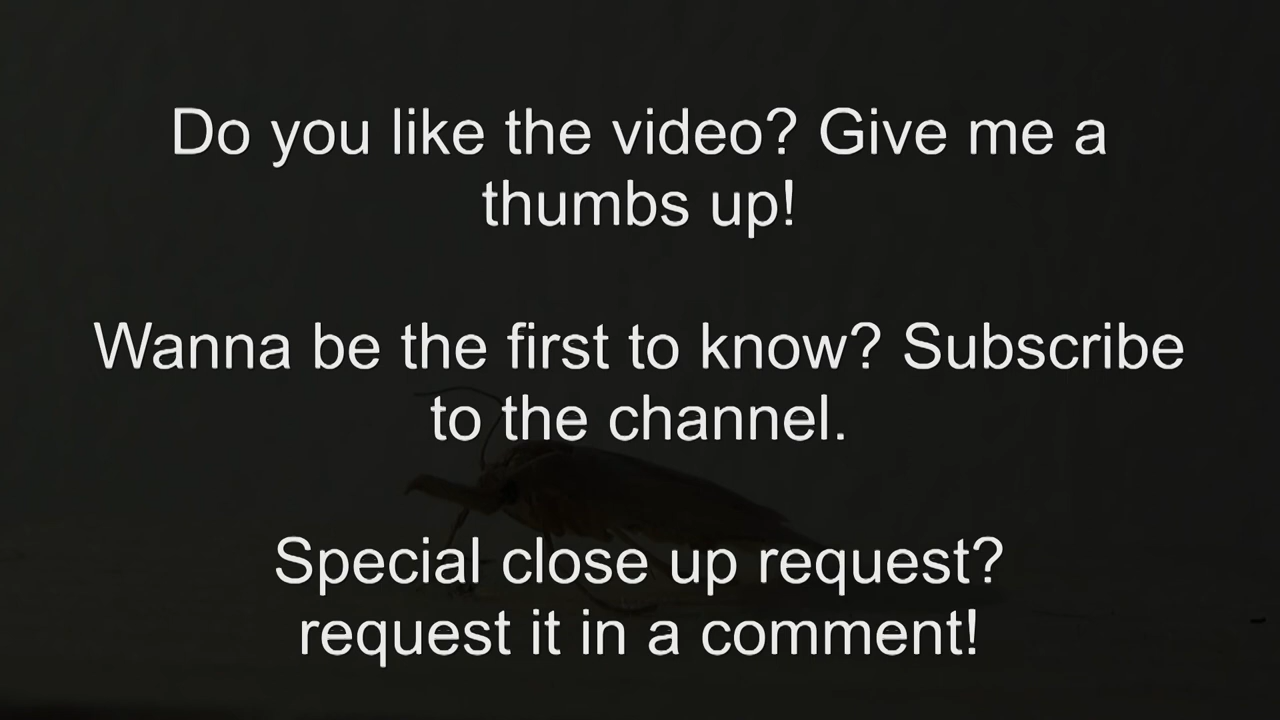 Do you like the video? Give me a
thumbs up!
Wanna be the first to know? Subscribe
to the channel.
Special close up request?
request it in a comment!